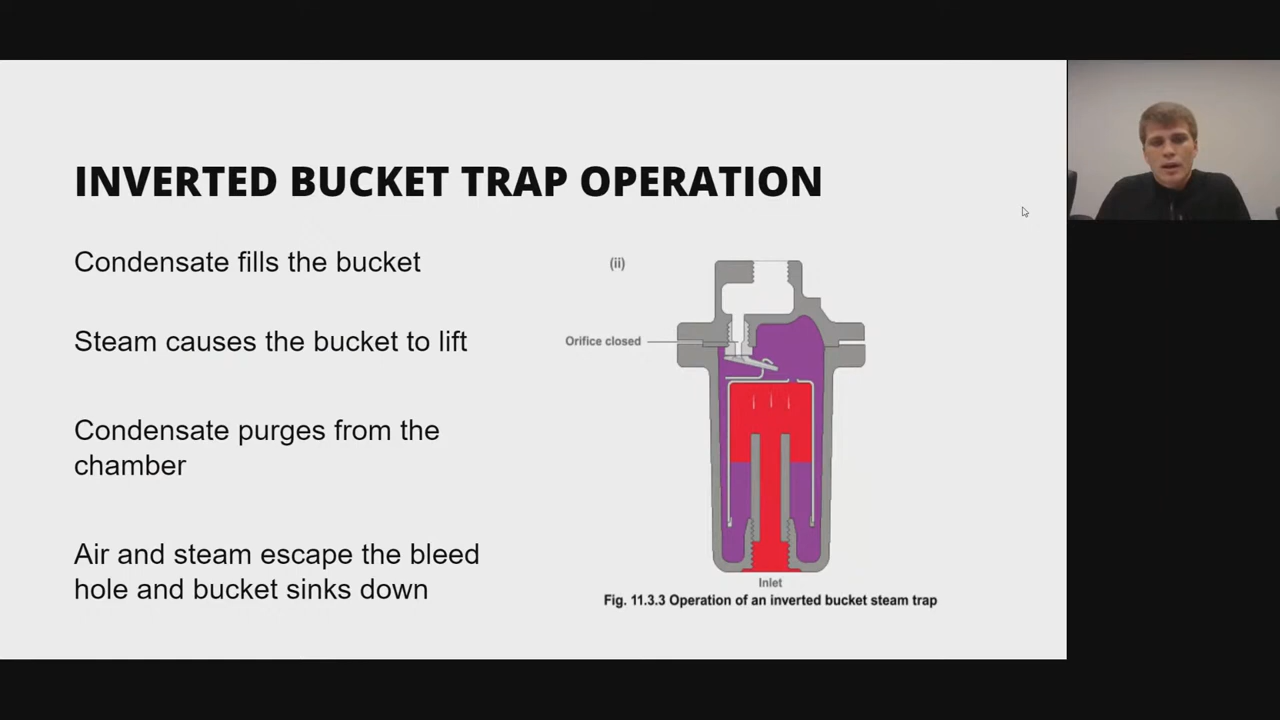 INVERTED BUCKET TRAP OPERATION
Condensate fills the bucket
Steam causes the bucket to lift
Condensate purges from the
chamber
Air and steam escape the bleed
hole and bucket sinks down
(ii)
Orifice closed
Inlet
Fig. 11.3.3 Operation of an inverted bucket steam trap